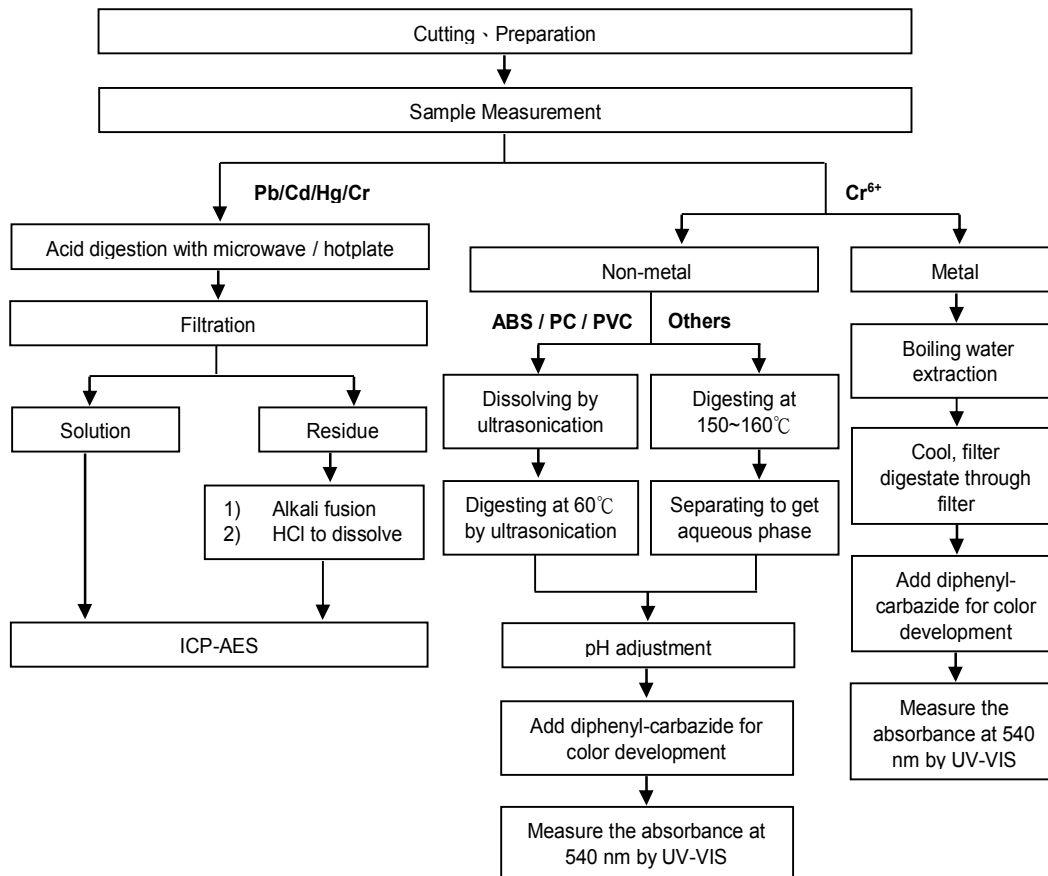 Cutting、Preparation
Sample Measurement
Pb/Cd/Hg/Cr
Cr⁶⁺
Acid digestion with microwave / hotplate
Filtration
Solution
Residue
1) Alkali fusion
2) HCl to dissolve
ICP-AES
Non-metal
ABS / PC / PVC
Others
Dissolving by
ultrasonication
Digesting at
150~160℃
Digesting at 60℃
by ultrasonication
Separating to get
aqueous phase
pH adjustment
Add diphenyl-carbazide for
color development
Measure the absorbance at
540 nm by UV-VIS
Metal
Boiling water
extraction
Cool, filter
digestate through
filter
Add diphenyl-
carbazide for color
development
Measure the
absorbance at 540
nm by UV-VIS